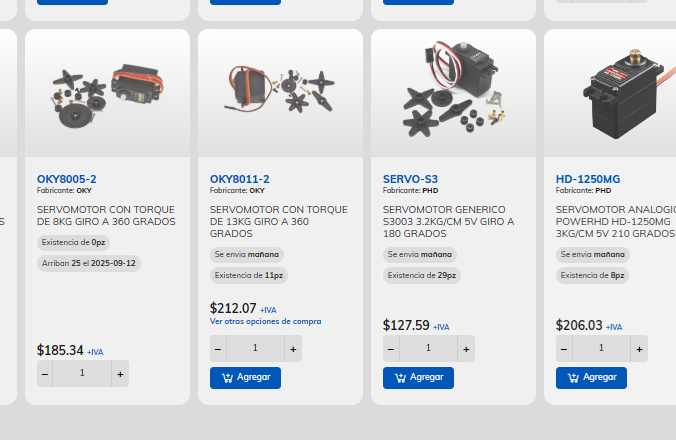 OKY8005-2
Fabricante: OKY
SERVOMOTOR CON TORQUE
DE 8KG GIRO A 360 GRADOS
Existencia de 0pz
Arriban 25 el 2025-09-12
$185.34 +IVA
− 1 +
OKY8011-2
Fabricante: OKY
SERVOMOTOR CON TORQUE
DE 13KG GIRO A 360
GRADOS
Se envia mañana
Existencia de 11pz
$212.07 +IVA
Ver otras opciones de compra
− 1 +
Agregar
SERVO-S3
Fabricante: PHD
SERVOMOTOR GENERICO
S3003 3.2KG/CM 5V GIRO A
180 GRADOS
Se envia mañana
Existencia de 29pz
$127.59 +IVA
− 1 +
Agregar
HD-1250MG
Fabricante: PHD
SERVOMOTOR ANALOGIC
POWERHD HD-1250MG
3KG/CM 5V 210 GRADOS
Se envia mañana
Existencia de 8pz
$206.03 +IVA
− 1 +
Agregar